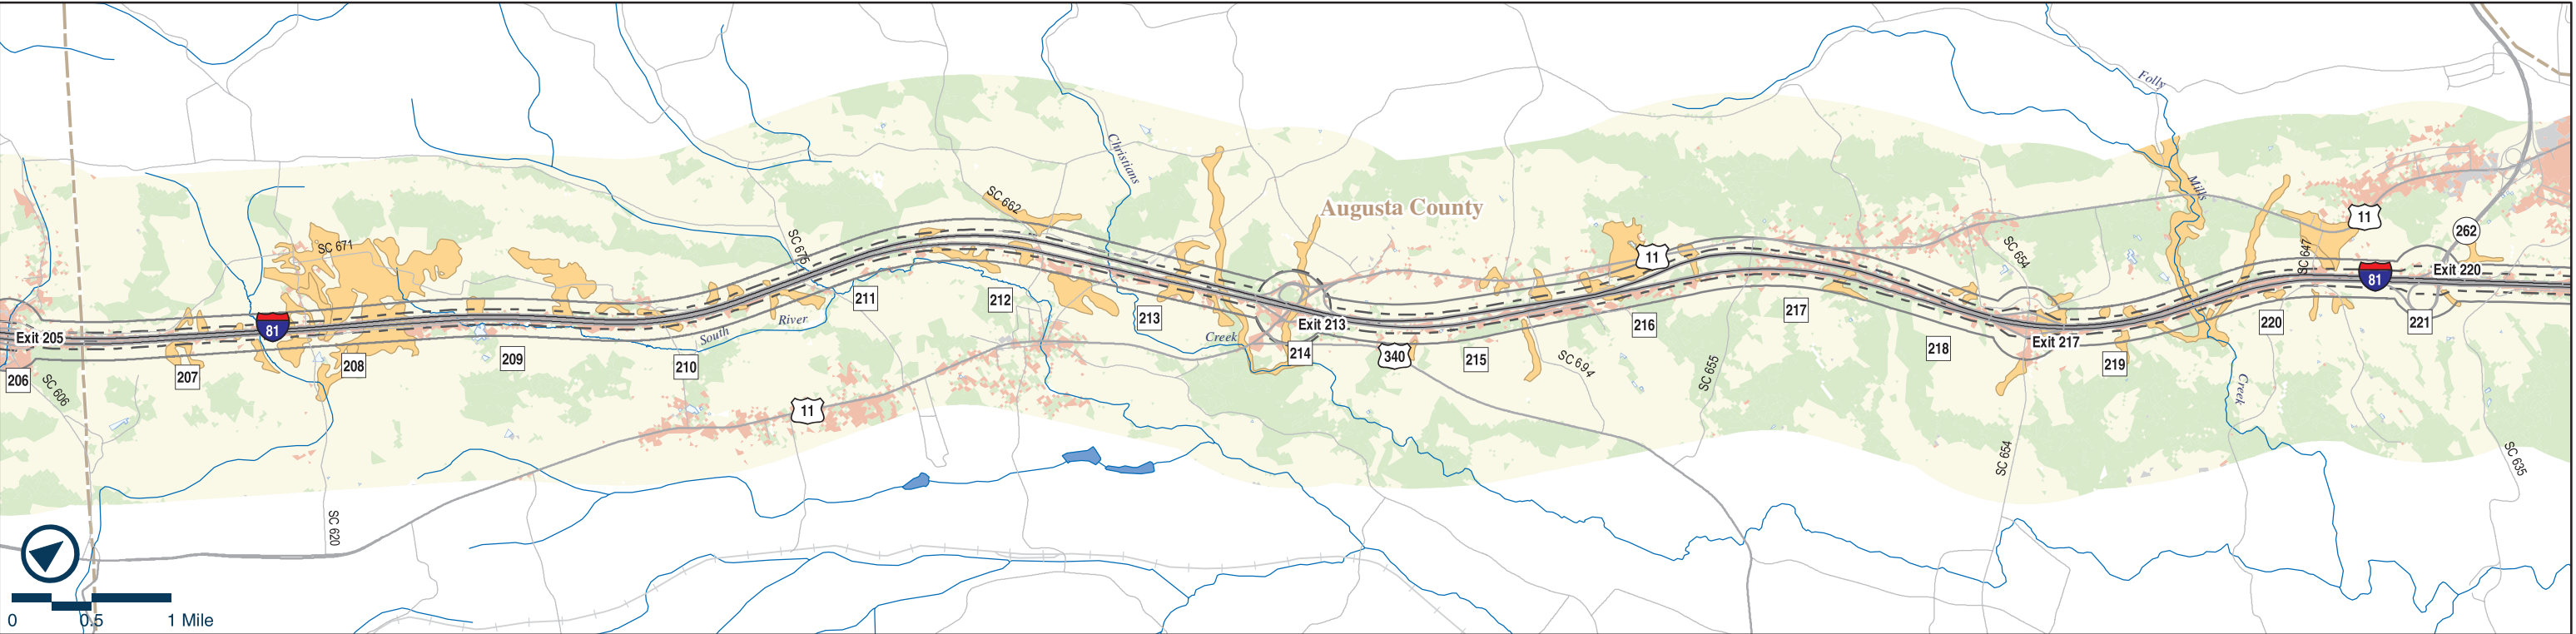 Folly
Christians
Mills
SC 662
Augusta County
11
262
SC 671
SC 675
SC 654
SC 647
11
Exit 220
81
211
212
213
217
81
South
River
Exit 213
216
220
221
Exit 205
Creek
Exit 217
206
SC 606
207
208
209
210
214
340
215
SC 694
SC 655
218
219
Creek
11
SC 654
SC 635
SC 620
0 0.5 1 Mile